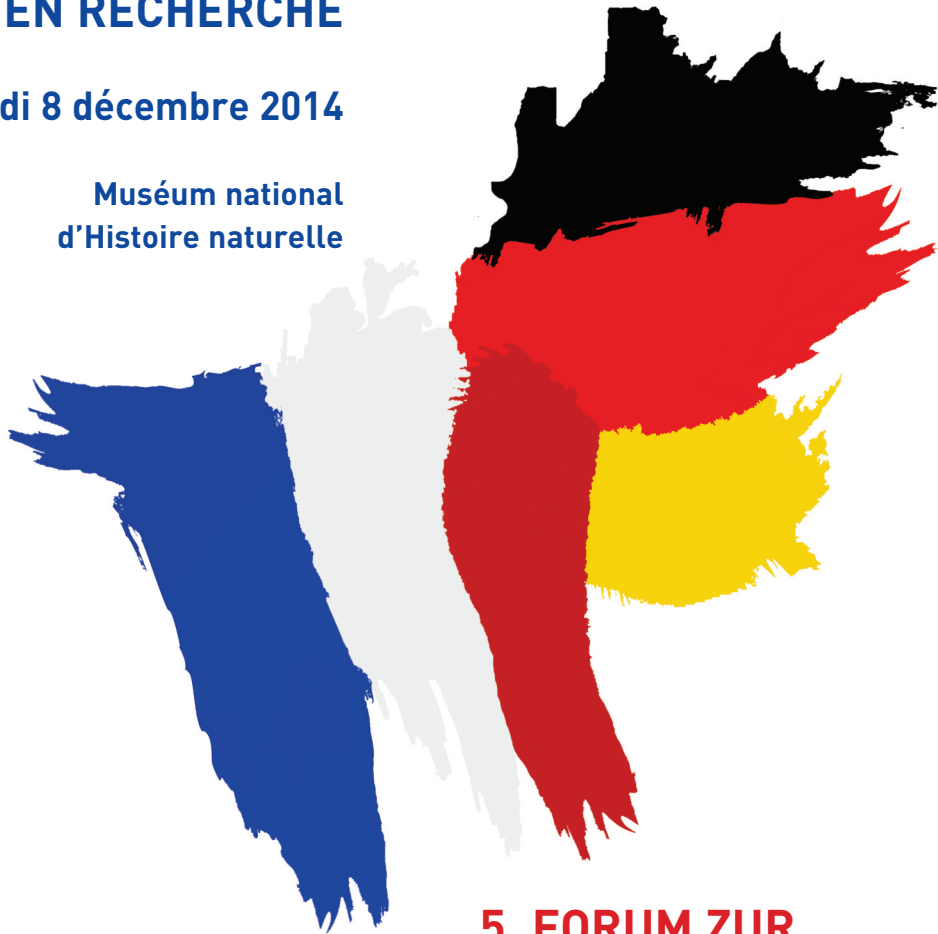 EN RECHERCHE
di 8 décembre 2014
Muséum national
d'Histoire naturelle
5. FORUM ZUR